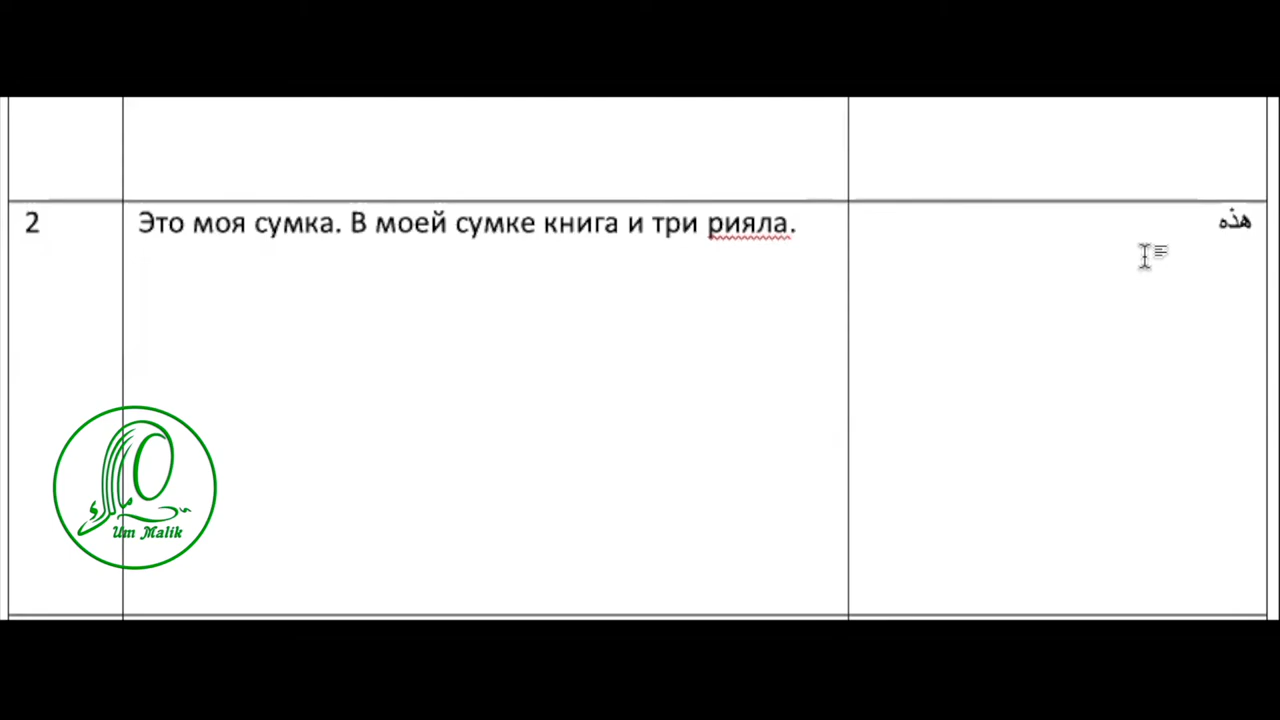 2
Это моя сумка. В моей сумке книга и три рияла.
هذه
Um Malik